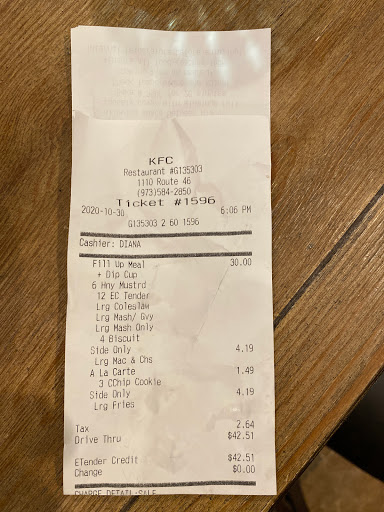 KFC
Restaurant #G135303
1110 Route 46
(973)584-2850
Ticket #1596
2020-10-30 6:06 PM
G135303 2 60 1596
Cashier: DIANA
Fill Up Meal 30.00
+ Dip Cup
6 Hny Mustrd
12 EC Tender
Lrg Coleslaw
Lrg Mash/ Gvy
Lrg Mash Only
4 Biscuit
Side Only 4.19
Lrg Mac & Chs
A La Carte 1.49
3 CChip Cookie
Side Only 4.19
Lrg Fries
Tax 2.64
Drive Thru $42.51
ETender Credit $42.51
Change $0.00
CHARGE DETAIL-SALE